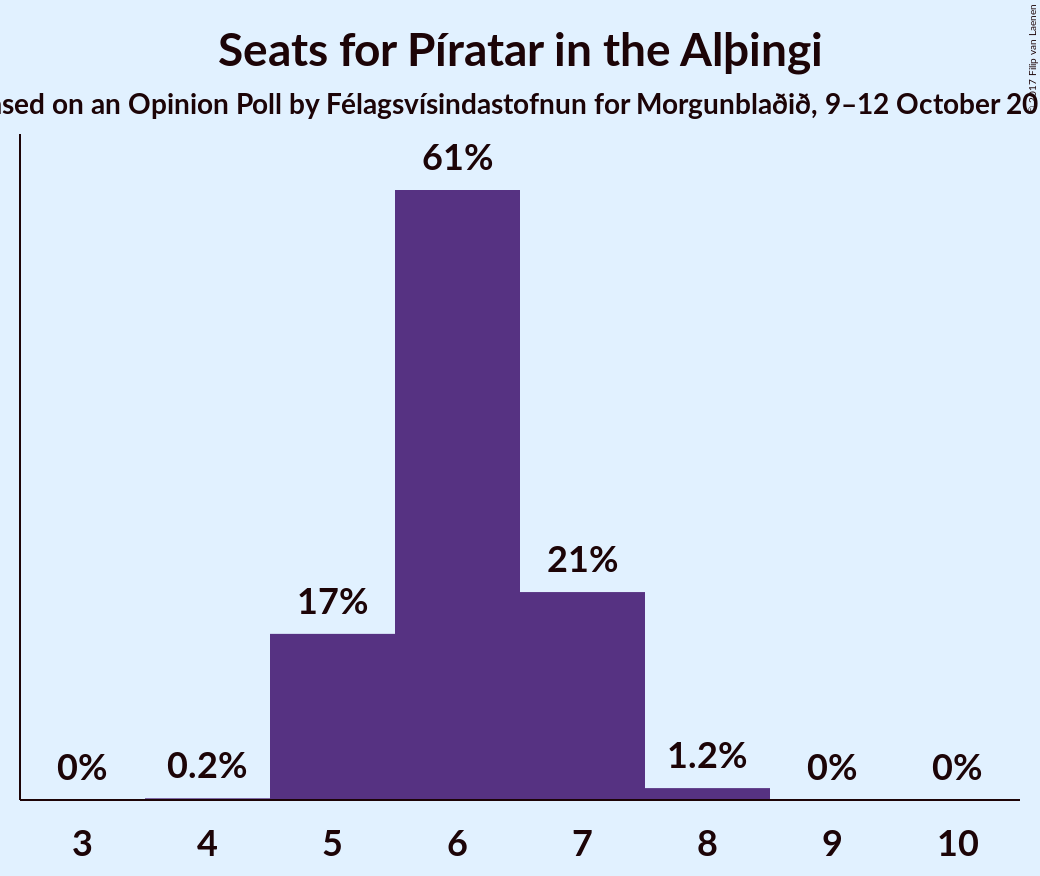 Seats for Píratar in the Alþingi
ased on an Opinion Poll by Félagsvísindastofnun for Morgunblaðið, 9–12 October 20
2017 Filip van Laenen
61%
21%
17%
1.2%
0.2%
0%
0%
0%
3 4 5 6 7 8 9 10